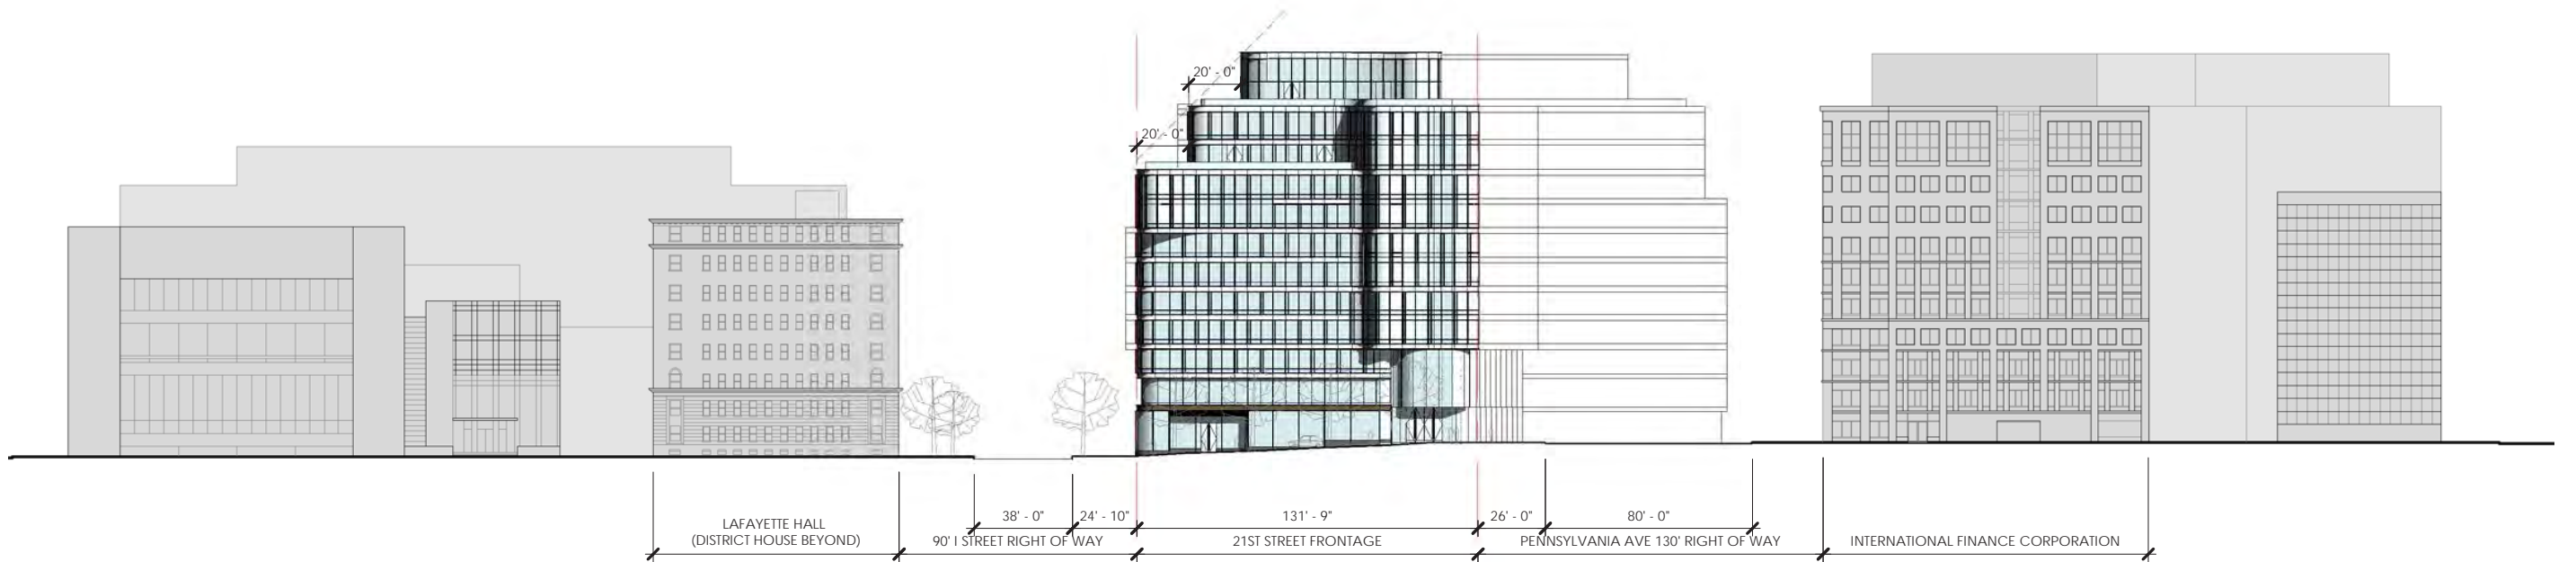 20' - 0"
20' - 0"
38' - 0"
24' - 10"
131' - 9"
26' - 0"
80' - 0"
LAFAYETTE HALL
(DISTRICT HOUSE BEYOND)
90' I STREET RIGHT OF WAY
21ST STREET FRONTAGE
PENNSYLVANIA AVE 130' RIGHT OF WAY
INTERNATIONAL FINANCE CORPORATION